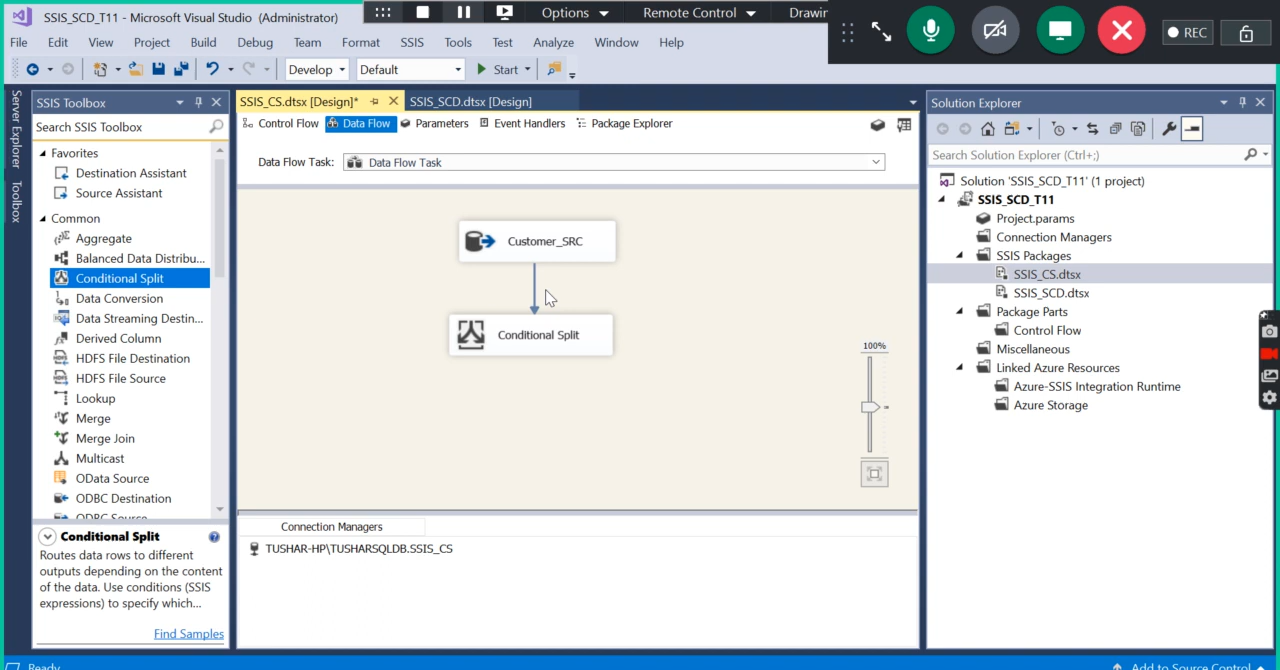 SSIS_SCD_T11 - Microsoft Visual Studio (Administrator)
Options
Remote Control
Drawin
REC
File Edit View Project Build Debug Team Format SSIS Tools Test Analyze Window Help
Develop
Default
Start
Server Explorer
Toolbox
SSIS Toolbox
Search SSIS Toolbox
Favorites
Destination Assistant
Source Assistant
Common
Aggregate
Balanced Data Distribu...
Conditional Split
Data Conversion
Data Streaming Destin...
Derived Column
HDFS File Destination
HDFS File Source
Lookup
Merge
Merge Join
Multicast
OData Source
ODBC Destination
ODBC Source
Conditional Split
Routes data rows to different
outputs depending on the content
of the data. Use conditions (SSIS
expressions) to specify which...
Find Samples
SSIS_CS.dtsx [Design]*
SSIS_SCD.dtsx [Design]
Control Flow
Data Flow
Parameters
Event Handlers
Package Explorer
Data Flow Task:
Data Flow Task
Customer_SRC
Conditional Split
100%
Connection Managers
TUSHAR-HP\TUSHARSQLDB.SSIS_CS
Solution Explorer
Search Solution Explorer (Ctrl+;)
Solution 'SSIS_SCD_T11' (1 project)
SSIS_SCD_T11
Project.params
Connection Managers
SSIS Packages
SSIS_CS.dtsx
SSIS_SCD.dtsx
Package Parts
Control Flow
Miscellaneous
Linked Azure Resources
Azure-SSIS Integration Runtime
Azure Storage
Ready
Add to Source Control